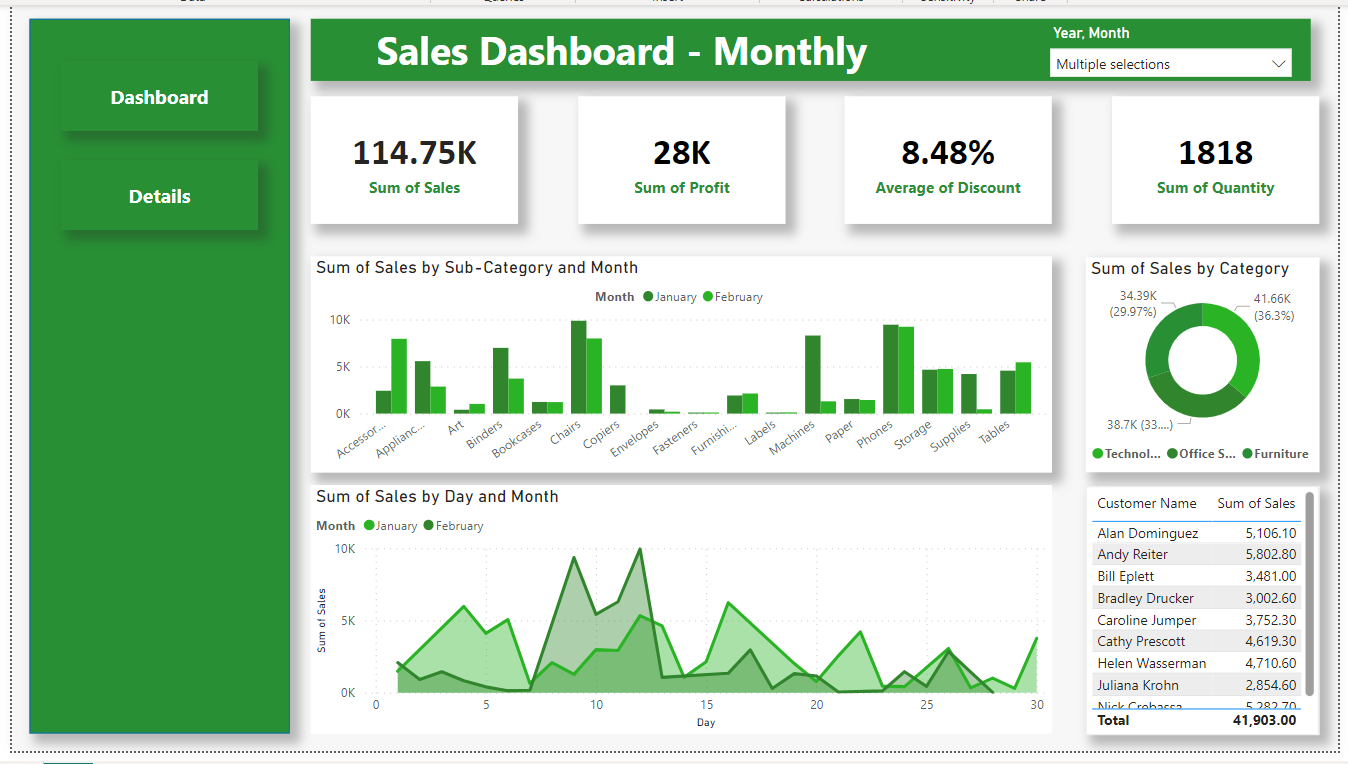 Year, Month
Sales Dashboard - Monthly
Multiple selections
Dashboard
Details
114.75K
Sum of Sales
28K
Sum of Profit
8.48%
Average of Discount
1818
Sum of Quantity
Sum of Sales by Sub-Category and Month
Month January February
10K
5K
0K
Accessor...
Applianc...
Art
Binders
Bookcases
Chairs
Copiers
Envelopes
Fasteners
Furnishi...
Labels
Machines
Paper
Phones
Storage
Supplies
Tables
Sum of Sales by Category
34.39K
(29.97%)
41.66K
(36.3%)
38.7K (33....)
Technol... Office S... Furniture
Sum of Sales by Day and Month
Month January February
Sum of Sales
10K
5K
0K
0 5 10 15 20 25 30
Day
Customer Name Sum of Sales
Alan Dominguez 5,106.10
Andy Reiter 5,802.80
Bill Eplett 3,481.00
Bradley Drucker 3,002.60
Caroline Jumper 3,752.30
Cathy Prescott 4,619.30
Helen Wasserman 4,710.60
Juliana Krohn 2,854.60
Nick Crebassa 5,282.70
Total 41,903.00